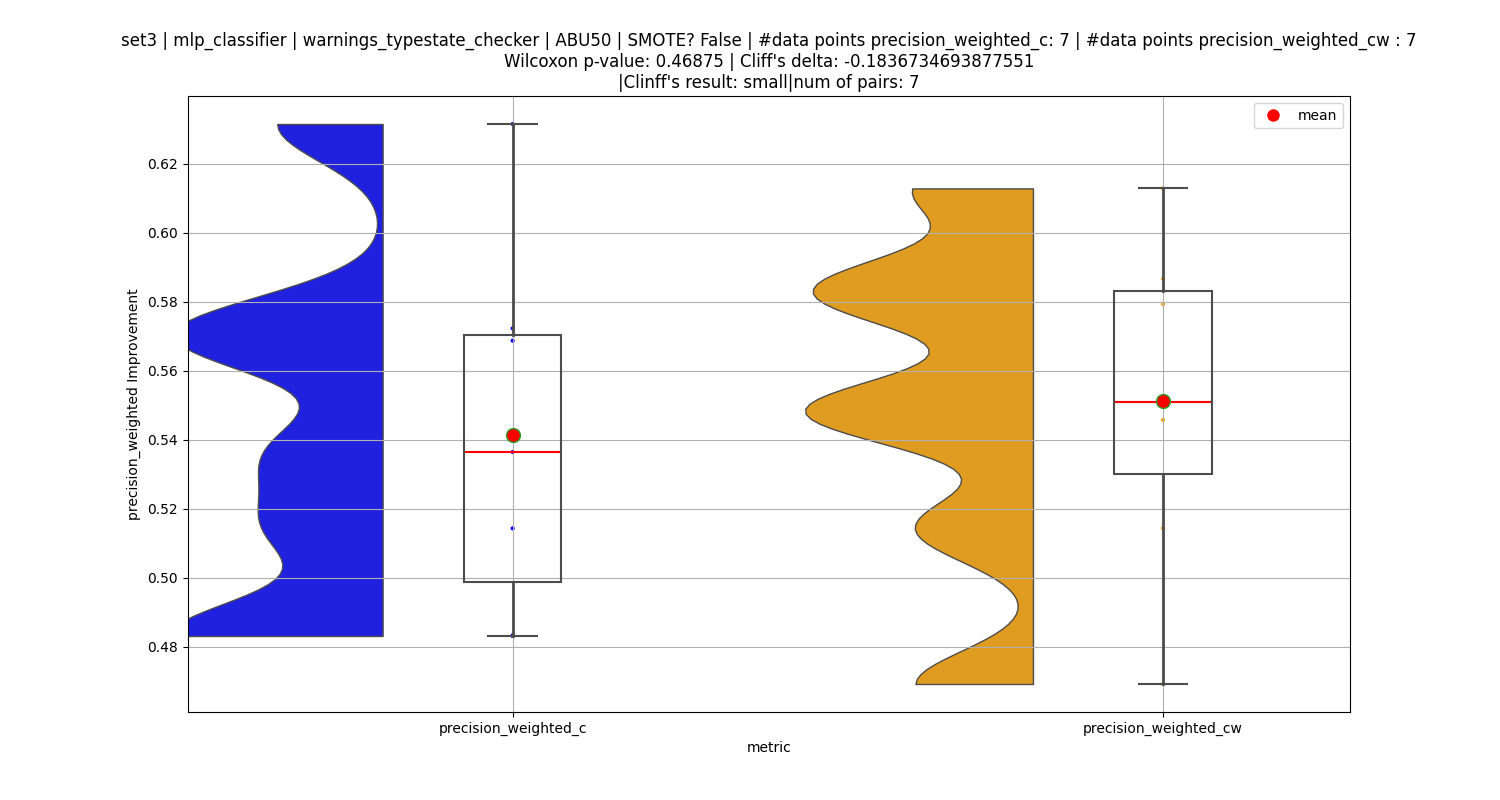 set3 | mlp_classifier | warnings_typestate_checker | ABU50 | SMOTE? False | #data points precision_weighted_c: 7 | #data points precision_weighted_cw : 7
Wilcoxon p-value: 0.46875 | Cliff's delta: -0.1836734693877551
|Clinff's result: small|num of pairs: 7
mean
0.62
0.60
0.58
0.56
0.54
0.52
0.50
0.48
precision_weighted Improvement
precision_weighted_c
precision_weighted_cw
metric